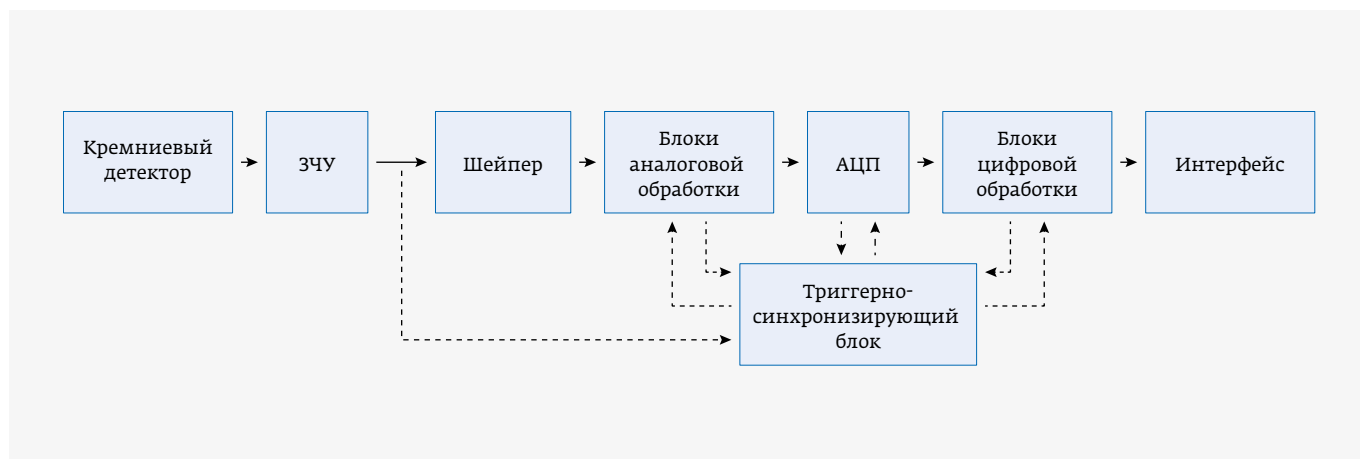 Кремниевый
детектор
ЗЧУ
Шейпер
Блоки
аналоговой
обработки
АЦП
Блоки
цифровой
обработки
Интерфейс
Триггерно-
синхронизирующий
блок